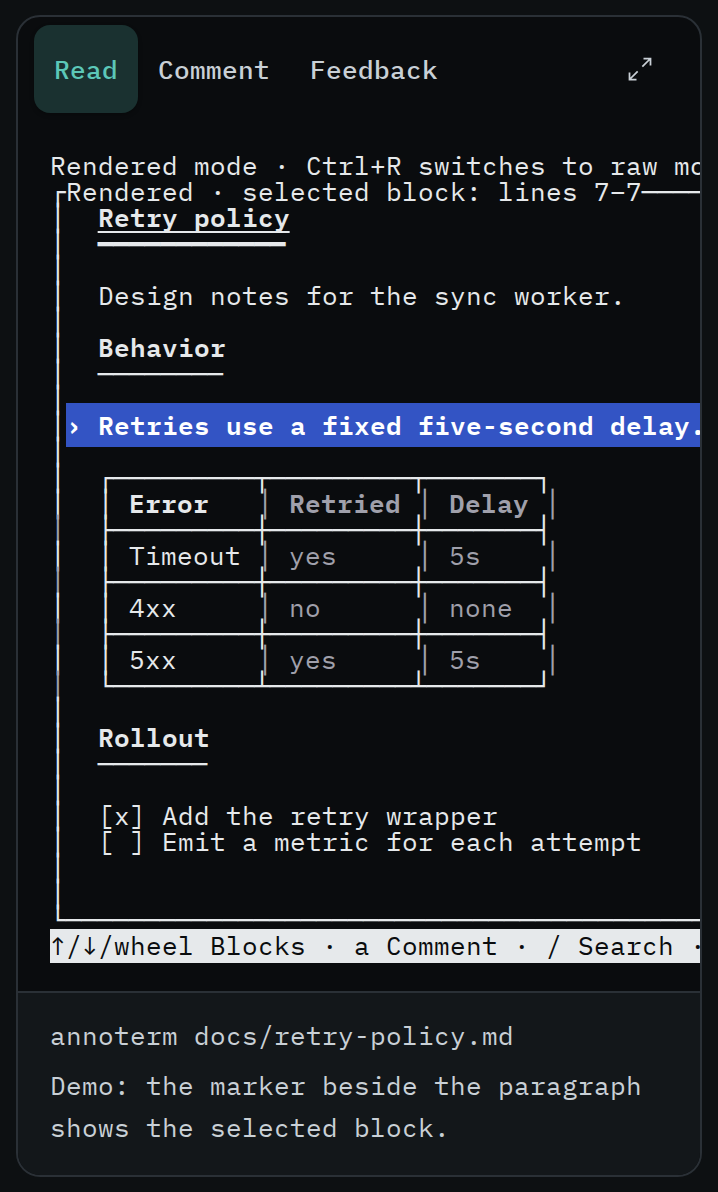 Read Comment Feedback
Rendered mode · Ctrl+R switches to raw mo
Rendered · selected block: lines 7–7
Retry policy
Design notes for the sync worker.
Behavior
› Retries use a fixed five-second delay.
Error Retried Delay
Timeout yes 5s
4xx no none
5xx yes 5s
Rollout
[x] Add the retry wrapper
[ ] Emit a metric for each attempt
↑/↓/wheel Blocks · a Comment · / Search ·
annoterm docs/retry-policy.md
Demo: the marker beside the paragraph
shows the selected block.